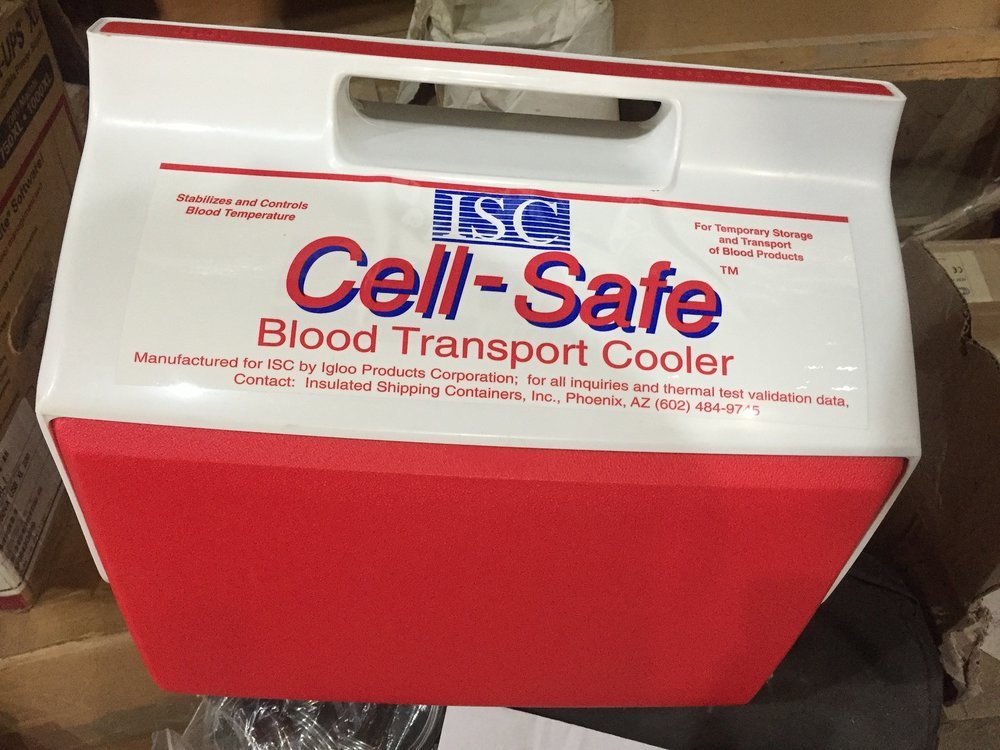 Stabilizes and Controls
Blood Temperature
ISC
For Temporary Storage
and Transport
of Blood Products
Cell-Safe™
Blood Transport Cooler
Manufactured for ISC by Igloo Products Corporation; for all inquiries and thermal test validation data,
Contact: Insulated Shipping Containers, Inc., Phoenix, AZ (602) 484-9745